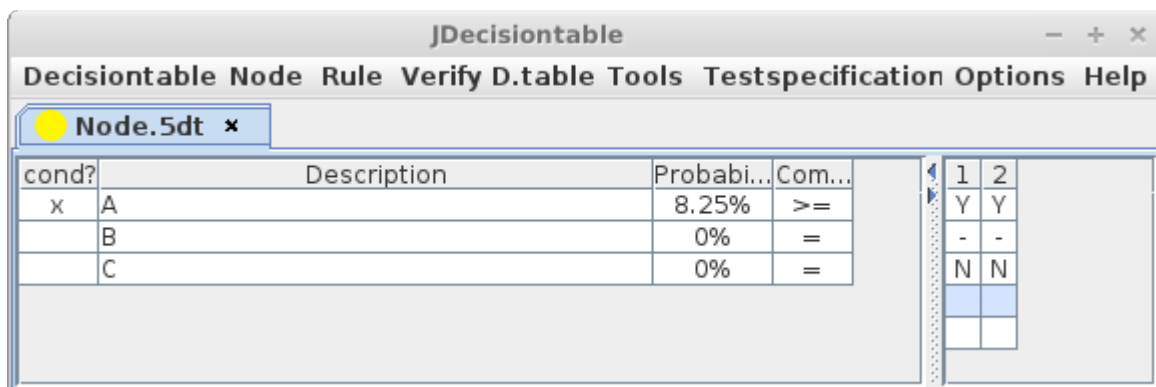 JDecisiontable
Decisiontable Node Rule Verify D.table Tools Testspecification Options Help
Node.5dt ×
cond? Description Probabi... Com... 1 2
x A 8.25% >= Y Y
B 0% = - -
C 0% = N N